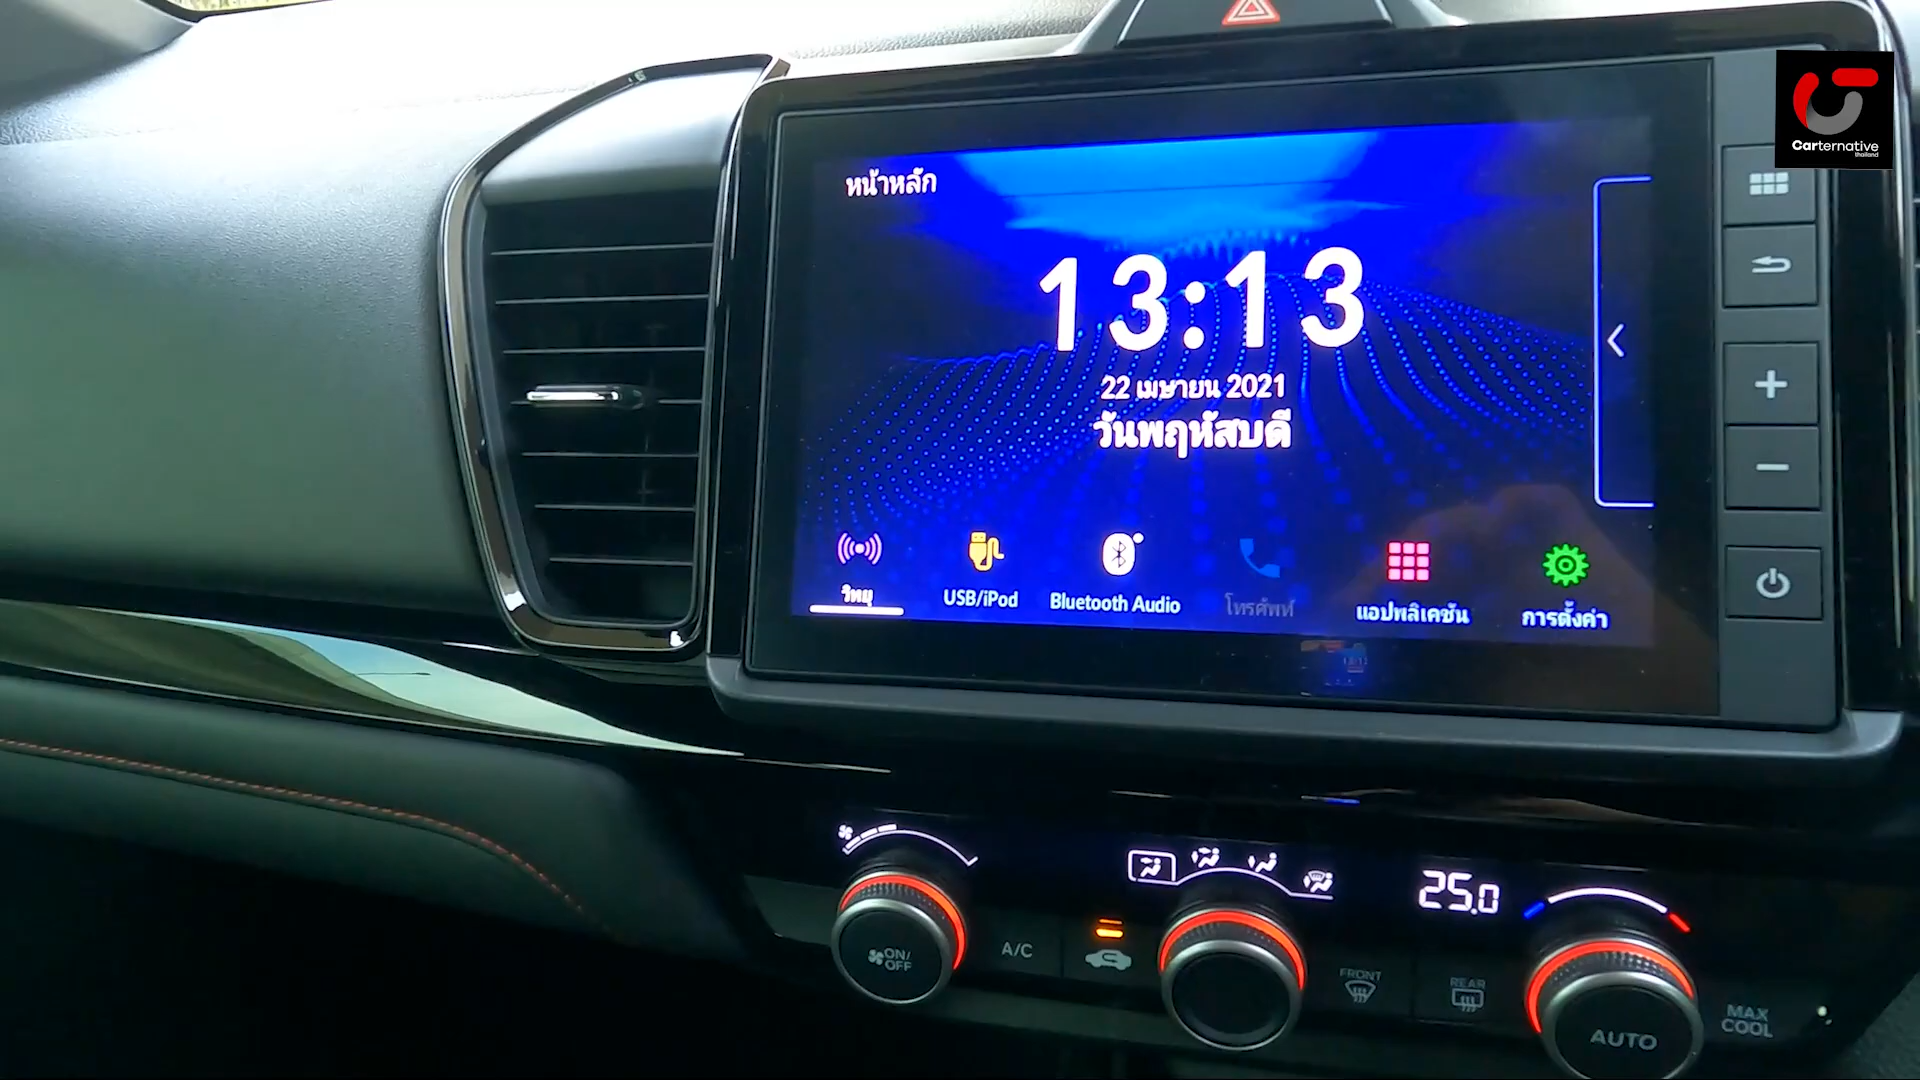 Carternative
thailand
หน้าหลัก
13:13
22 เมษายน 2021
วันพฤหัสบดี
วิทยุ
USB/iPod
Bluetooth Audio
โทรศัพท์
แอปพลิเคชัน
การตั้งค่า
25.0
ON/
OFF
A/C
FRONT
REAR
AUTO
MAX
COOL